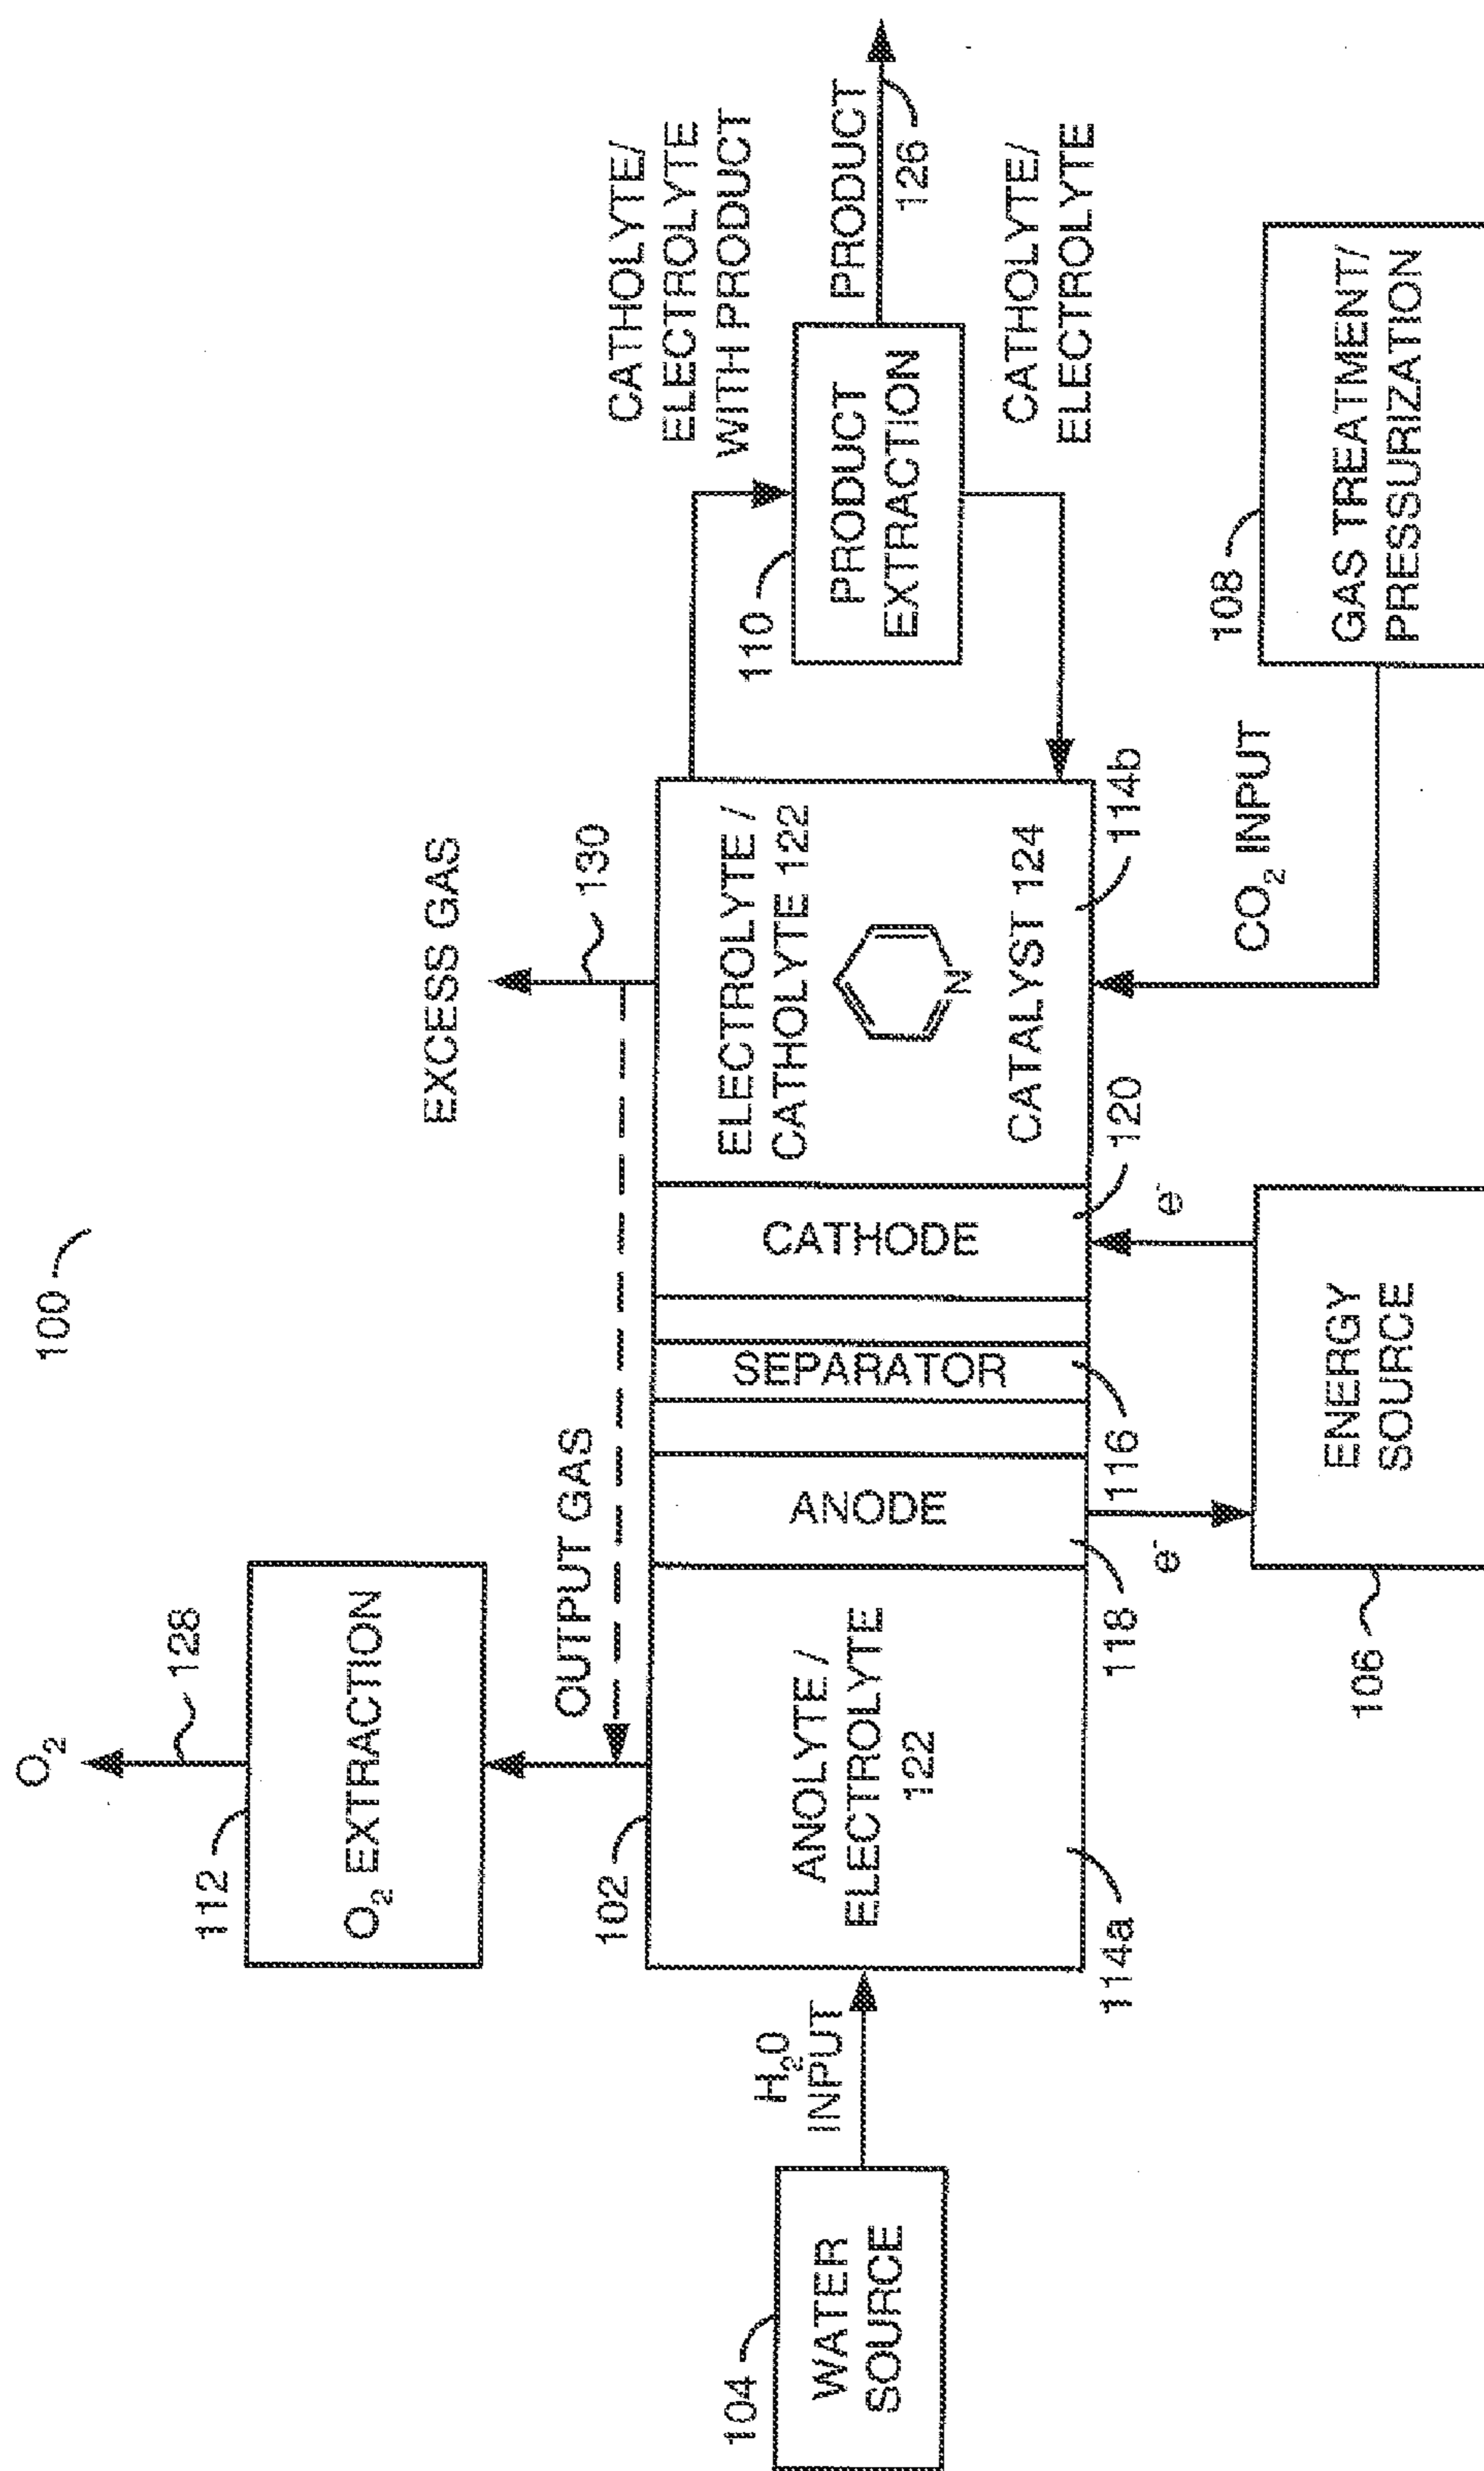 100
O₂
128
112
O₂ EXTRACTION
EXCESS GAS
130
OUTPUT GAS
102
CATHOLYTE/
ELECTROLYTE
WITH PRODUCT
104
WATER
SOURCE
H₂O
INPUT
ANOLYTE /
ELECTROLYTE
122
114a
ANODE
118
SEPARATOR
116
CATHODE
120
ELECTROLYTE /
CATHOLYTE 122
N
CATALYST 124
114b
110
PRODUCT
EXTRACTION
PRODUCT
126
CATHOLYTE/
ELECTROLYTE
e⁻
e⁻
106
ENERGY
SOURCE
CO₂ INPUT
108
GAS TREATMENT/
PRESSURIZATION